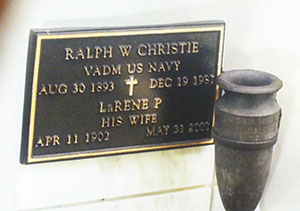 RALPH W CHRISTIE
VADM US NAVY
AUG 30 1893 DEC 19 1987
LaRENE P
HIS WIFE
APR 11 1902 MAY 31 2000